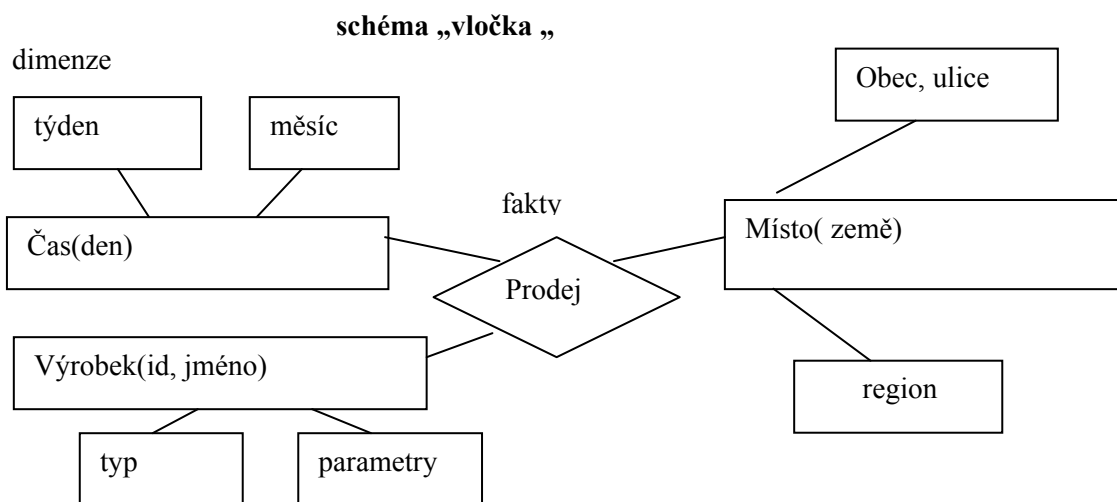 schéma „vločka „
dimenze
Obec, ulice
týden
měsíc
fakty
Čas(den)
Místo( země)
Prodej
Výrobek(id, jméno)
region
typ
parametry